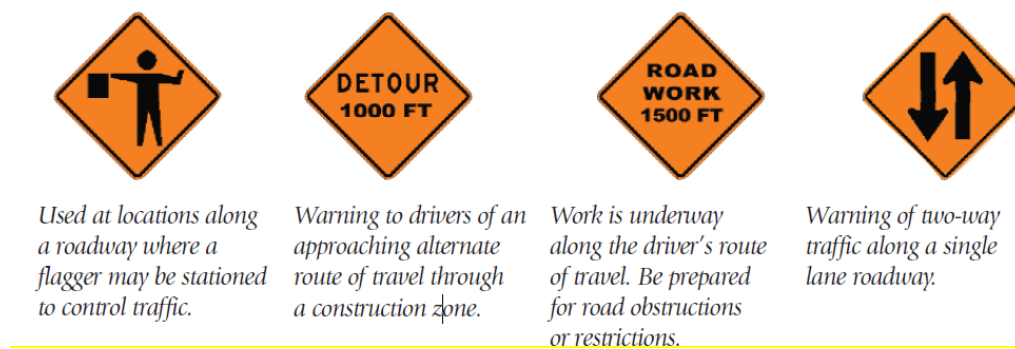 DETOUR
1000 FT
ROAD
WORK
1500 FT
Used at locations along
a roadway where a
flagger may be stationed
to control traffic.
Warning to drivers of an
approaching alternate
route of travel through
a construction zone.
Work is underway
along the driver's route
of travel. Be prepared
for road obstructions
or restrictions.
Warning of two-way
traffic along a single
lane roadway.